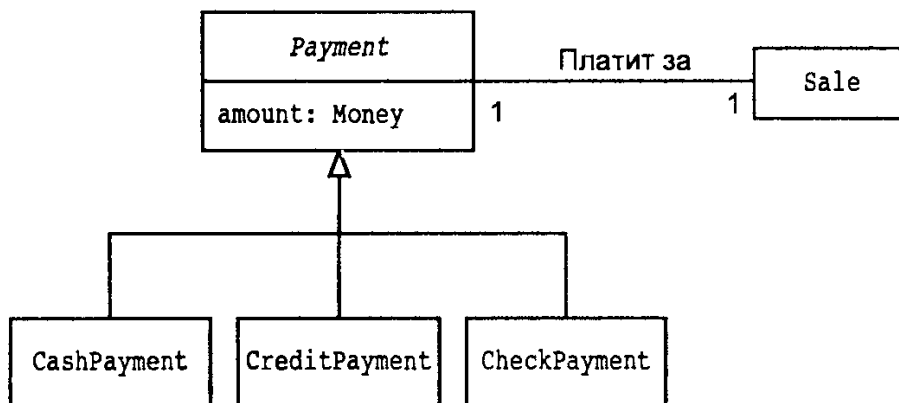 Payment
Платит за
Sale
amount: Money
1
1
CashPayment
CreditPayment
CheckPayment